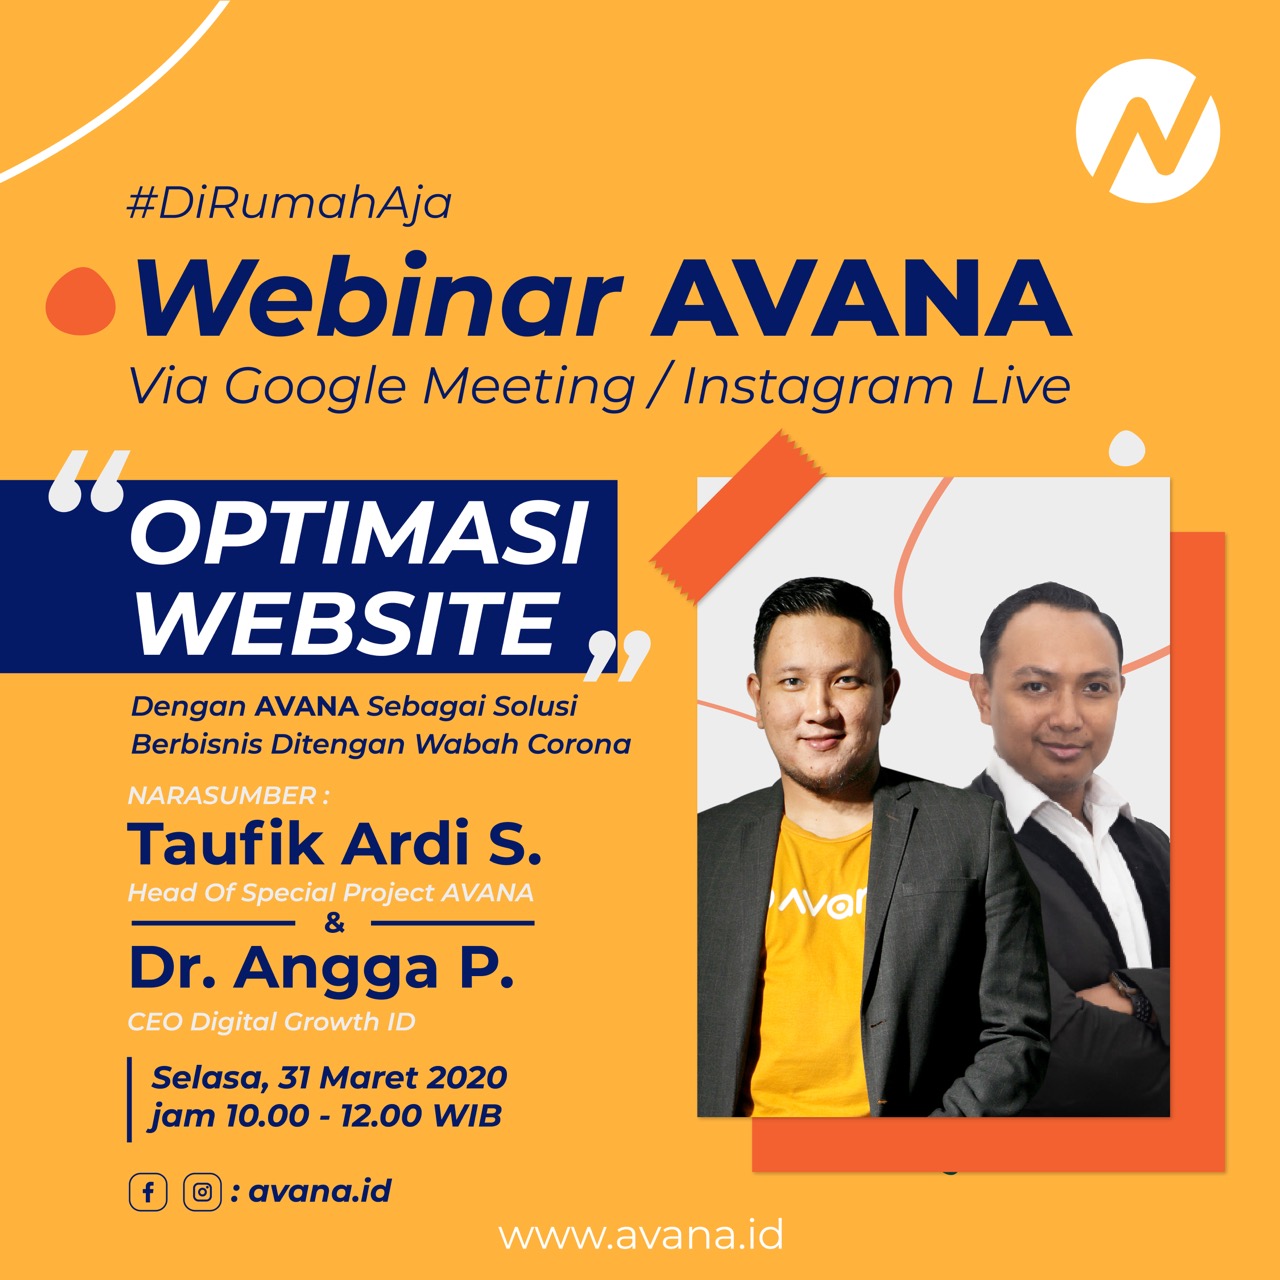 #DiRumahAja
Webinar AVANA
Via Google Meeting / Instagram Live
“OPTIMASI
WEBSITE”
Dengan AVANA Sebagai Solusi
Berbisnis Ditengan Wabah Corona
NARASUMBER :
Taufik Ardi S.
Head Of Special Project AVANA
&
Dr. Angga P.
CEO Digital Growth ID
Selasa, 31 Maret 2020
jam 10.00 - 12.00 WIB
: avana.id
www.avana.id